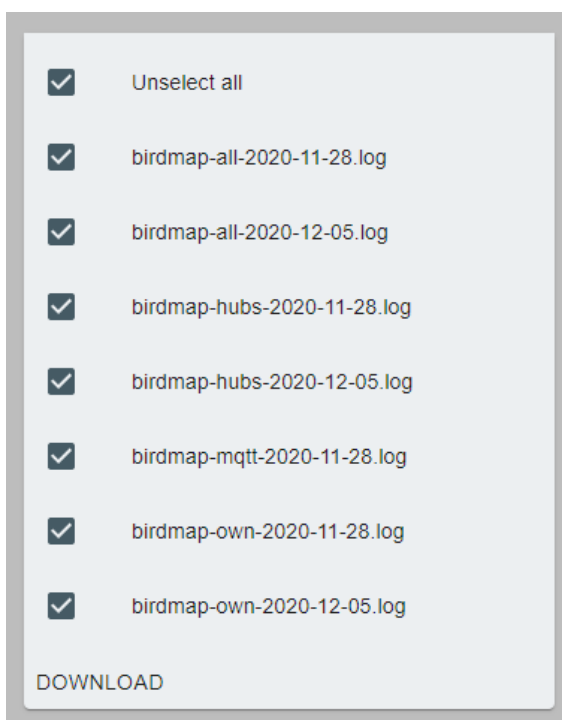 Unselect all
birdmap-all-2020-11-28.log
birdmap-all-2020-12-05.log
birdmap-hubs-2020-11-28.log
birdmap-hubs-2020-12-05.log
birdmap-mqtt-2020-11-28.log
birdmap-own-2020-11-28.log
birdmap-own-2020-12-05.log
DOWNLOAD